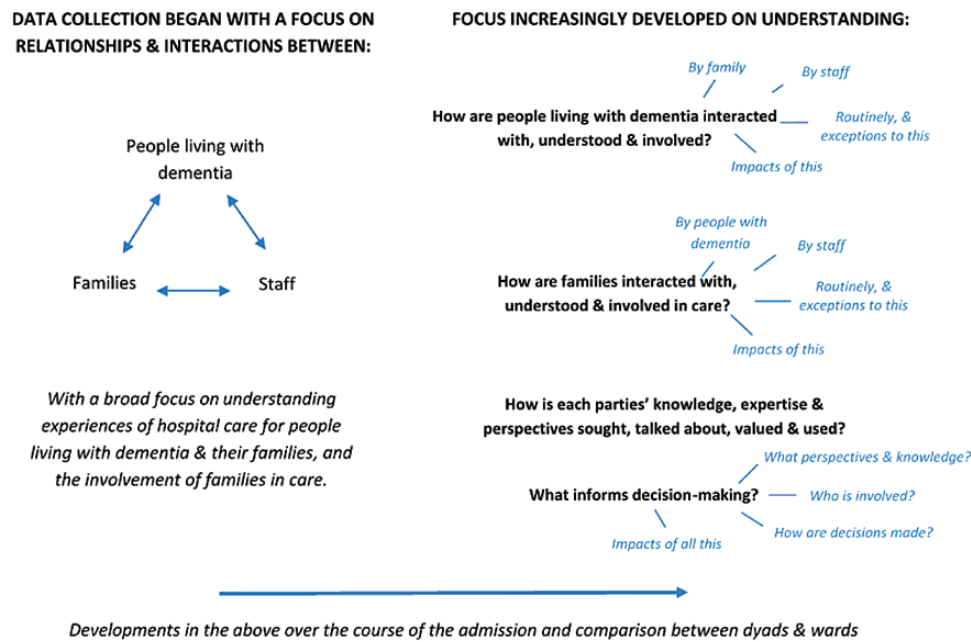 DATA COLLECTION BEGAN WITH A FOCUS ON
RELATIONSHIPS & INTERACTIONS BETWEEN:
People living with
dementia
Families
Staff
With a broad focus on understanding
experiences of hospital care for people
living with dementia & their families, and
the involvement of families in care.
FOCUS INCREASINGLY DEVELOPED ON UNDERSTANDING:
By family
By staff
How are people living with dementia interacted
with, understood & involved?
Routinely, &
exceptions to this
Impacts of this
By people with
dementia
By staff
How are families interacted with,
understood & involved in care?
Routinely, &
exceptions to this
Impacts of this
How is each parties' knowledge, expertise &
perspectives sought, talked about, valued & used?
What perspectives & knowledge?
What informs decision-making?
Who is involved?
How are decisions made?
Impacts of all this
Developments in the above over the course of the admission and comparison between dyads & wards